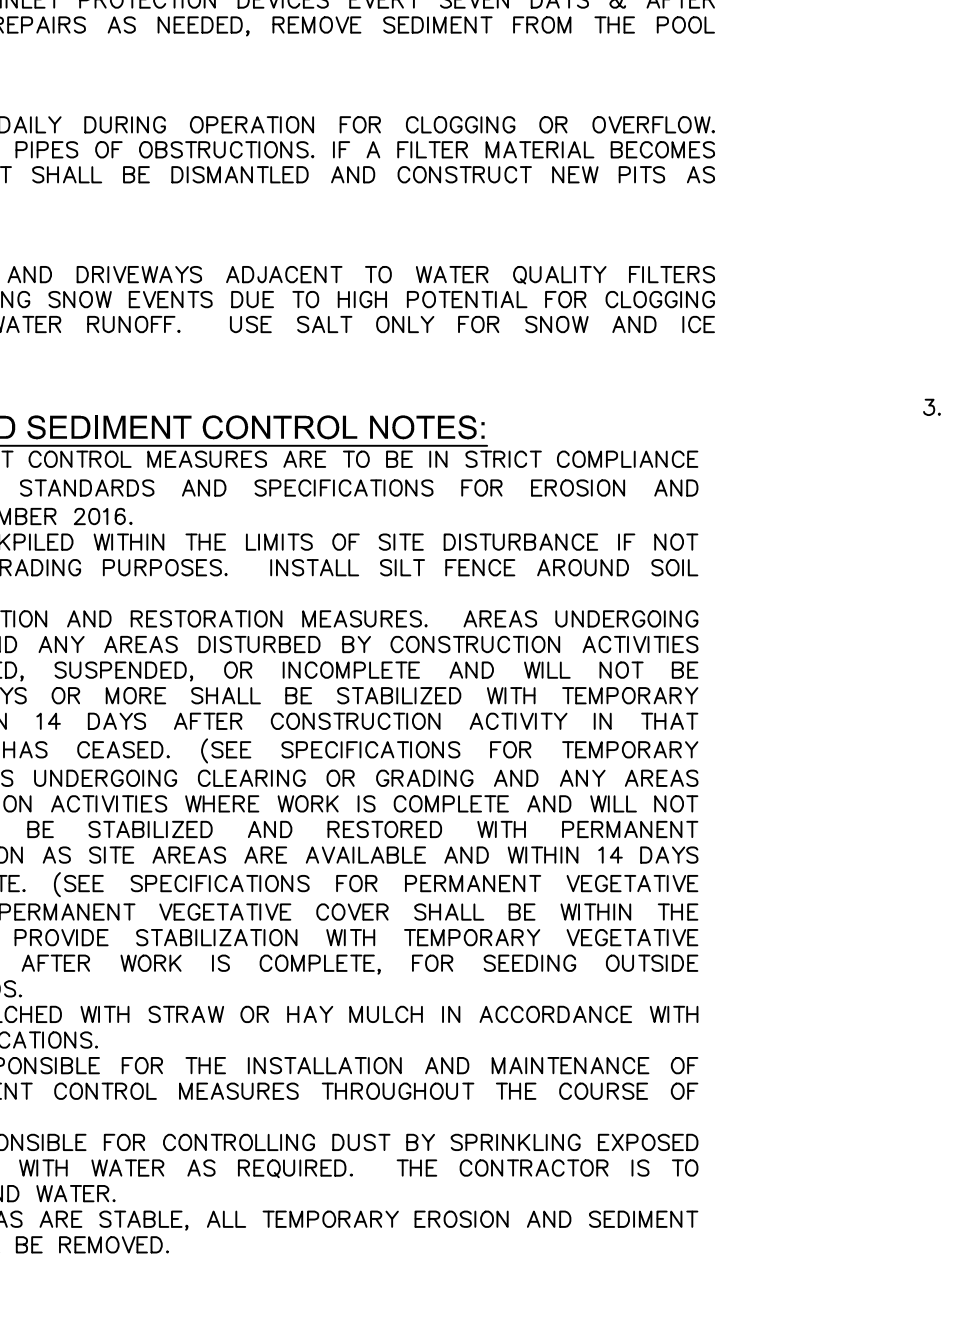 INLET PROTECTION DEVICES EVERY SEVEN DAYS & AFTER
REPAIRS AS NEEDED, REMOVE SEDIMENT FROM THE POOL
DAILY DURING OPERATION FOR CLOGGING OR OVERFLOW.
PIPES OF OBSTRUCTIONS. IF A FILTER MATERIAL BECOMES
T SHALL BE DISMANTLED AND CONSTRUCT NEW PITS AS
AND DRIVEWAYS ADJACENT TO WATER QUALITY FILTERS
NG SNOW EVENTS DUE TO HIGH POTENTIAL FOR CLOGGING
WATER RUNOFF. USE SALT ONLY FOR SNOW AND ICE
3.
D SEDIMENT CONTROL NOTES:
T CONTROL MEASURES ARE TO BE IN STRICT COMPLIANCE
STANDARDS AND SPECIFICATIONS FOR EROSION AND
MBER 2016.
KPILED WITHIN THE LIMITS OF SITE DISTURBANCE IF NOT
RADING PURPOSES. INSTALL SILT FENCE AROUND SOIL
TION AND RESTORATION MEASURES. AREAS UNDERGOING
ND ANY AREAS DISTURBED BY CONSTRUCTION ACTIVITIES
ED, SUSPENDED, OR INCOMPLETE AND WILL NOT BE
YS OR MORE SHALL BE STABILIZED WITH TEMPORARY
N 14 DAYS AFTER CONSTRUCTION ACTIVITY IN THAT
HAS CEASED. (SEE SPECIFICATIONS FOR TEMPORARY
S UNDERGOING CLEARING OR GRADING AND ANY AREAS
ON ACTIVITIES WHERE WORK IS COMPLETE AND WILL NOT
BE STABILIZED AND RESTORED WITH PERMANENT
ON AS SITE AREAS ARE AVAILABLE AND WITHIN 14 DAYS
TE. (SEE SPECIFICATIONS FOR PERMANENT VEGETATIVE
PERMANENT VEGETATIVE COVER SHALL BE WITHIN THE
PROVIDE STABILIZATION WITH TEMPORARY VEGETATIVE
AFTER WORK IS COMPLETE, FOR SEEDING OUTSIDE
DS.
LCHED WITH STRAW OR HAY MULCH IN ACCORDANCE WITH
CATIONS.
PONSIBLE FOR THE INSTALLATION AND MAINTENANCE OF
ENT CONTROL MEASURES THROUGHOUT THE COURSE OF
ONSIBLE FOR CONTROLLING DUST BY SPRINKLING EXPOSED
WITH WATER AS REQUIRED. THE CONTRACTOR IS TO
ND WATER.
AS ARE STABLE, ALL TEMPORARY EROSION AND SEDIMENT
BE REMOVED.